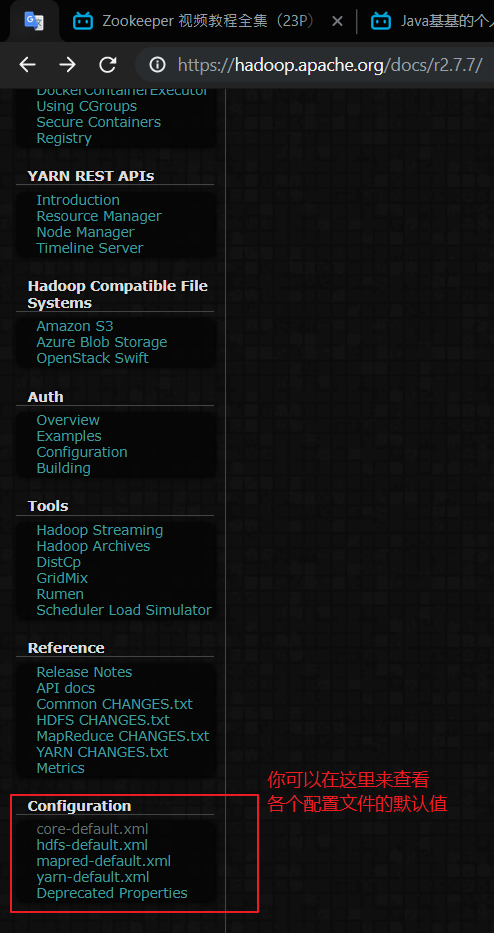 Zookeeper 视频教程全集（23P）
Java基基的个人
https://hadoop.apache.org/docs/r2.7.7/
DockerContainerExecutor
Using CGroups
Secure Containers
Registry
YARN REST APIs
Introduction
Resource Manager
Node Manager
Timeline Server
Hadoop Compatible File
Systems
Amazon S3
Azure Blob Storage
OpenStack Swift
Auth
Overview
Examples
Configuration
Building
Tools
Hadoop Streaming
Hadoop Archives
DistCp
GridMix
Rumen
Scheduler Load Simulator
Reference
Release Notes
API docs
Common CHANGES.txt
HDFS CHANGES.txt
MapReduce CHANGES.txt
YARN CHANGES.txt
Metrics
你可以在这里来查看
各个配置文件的默认值
Configuration
core-default.xml
hdfs-default.xml
mapred-default.xml
yarn-default.xml
Deprecated Properties